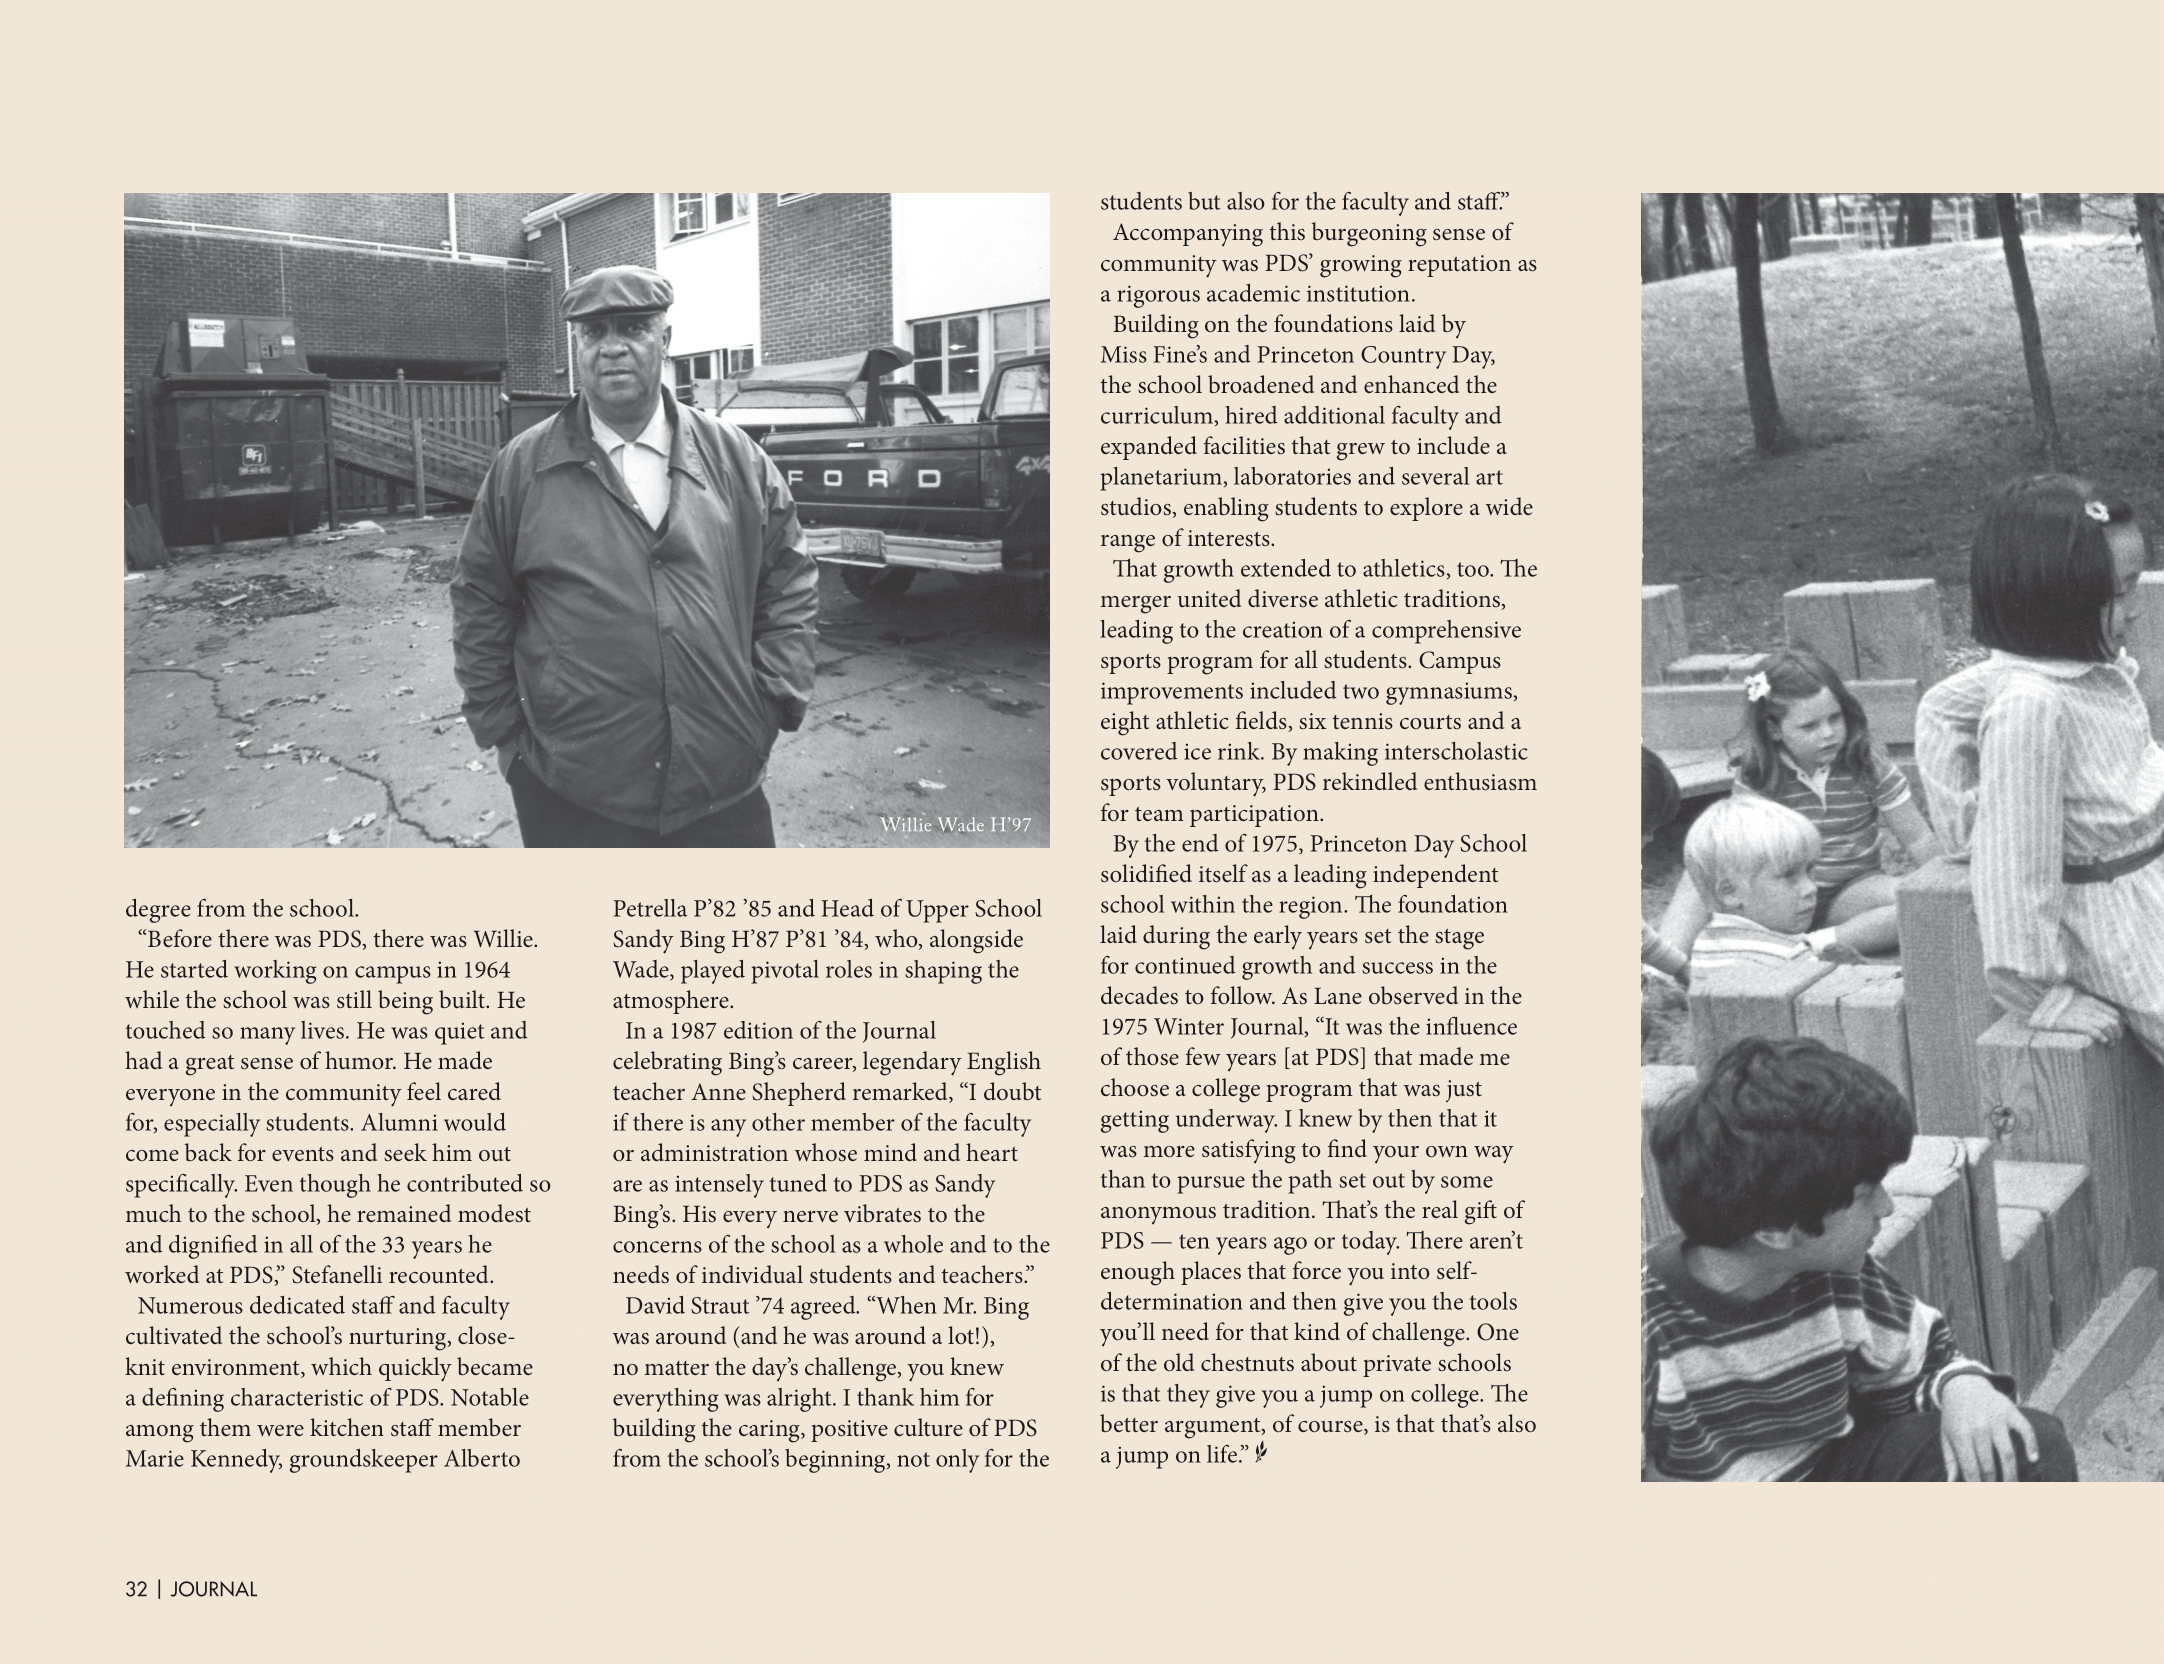 BFI
FORD
4X4
Willie Wade H’97
degree from the school.
“Before there was PDS, there was Willie.
He started working on campus in 1964
while the school was still being built. He
touched so many lives. He was quiet and
had a great sense of humor. He made
everyone in the community feel cared
for, especially students. Alumni would
come back for events and seek him out
specifically. Even though he contributed so
much to the school, he remained modest
and dignified in all of the 33 years he
worked at PDS,” Stefanelli recounted.
Numerous dedicated staff and faculty
cultivated the school’s nurturing, close-
knit environment, which quickly became
a defining characteristic of PDS. Notable
among them were kitchen staff member
Marie Kennedy, groundskeeper Alberto
Petrella P’82 ’85 and Head of Upper School
Sandy Bing H’87 P’81 ’84, who, alongside
Wade, played pivotal roles in shaping the
atmosphere.
In a 1987 edition of the Journal
celebrating Bing’s career, legendary English
teacher Anne Shepherd remarked, “I doubt
if there is any other member of the faculty
or administration whose mind and heart
are as intensely tuned to PDS as Sandy
Bing’s. His every nerve vibrates to the
concerns of the school as a whole and to the
needs of individual students and teachers.”
David Straut ’74 agreed. “When Mr. Bing
was around (and he was around a lot!),
no matter the day’s challenge, you knew
everything was alright. I thank him for
building the caring, positive culture of PDS
from the school’s beginning, not only for the
students but also for the faculty and staff.”
Accompanying this burgeoning sense of
community was PDS’ growing reputation as
a rigorous academic institution.
Building on the foundations laid by
Miss Fine’s and Princeton Country Day,
the school broadened and enhanced the
curriculum, hired additional faculty and
expanded facilities that grew to include a
planetarium, laboratories and several art
studios, enabling students to explore a wide
range of interests.
That growth extended to athletics, too. The
merger united diverse athletic traditions,
leading to the creation of a comprehensive
sports program for all students. Campus
improvements included two gymnasiums,
eight athletic fields, six tennis courts and a
covered ice rink. By making interscholastic
sports voluntary, PDS rekindled enthusiasm
for team participation.
By the end of 1975, Princeton Day School
solidified itself as a leading independent
school within the region. The foundation
laid during the early years set the stage
for continued growth and success in the
decades to follow. As Lane observed in the
1975 Winter Journal, “It was the influence
of those few years [at PDS] that made me
choose a college program that was just
getting underway. I knew by then that it
was more satisfying to find your own way
than to pursue the path set out by some
anonymous tradition. That’s the real gift of
PDS — ten years ago or today. There aren’t
enough places that force you into self-
determination and then give you the tools
you’ll need for that kind of challenge. One
of the old chestnuts about private schools
is that they give you a jump on college. The
better argument, of course, is that that’s also
a jump on life.”
32 | JOURNAL